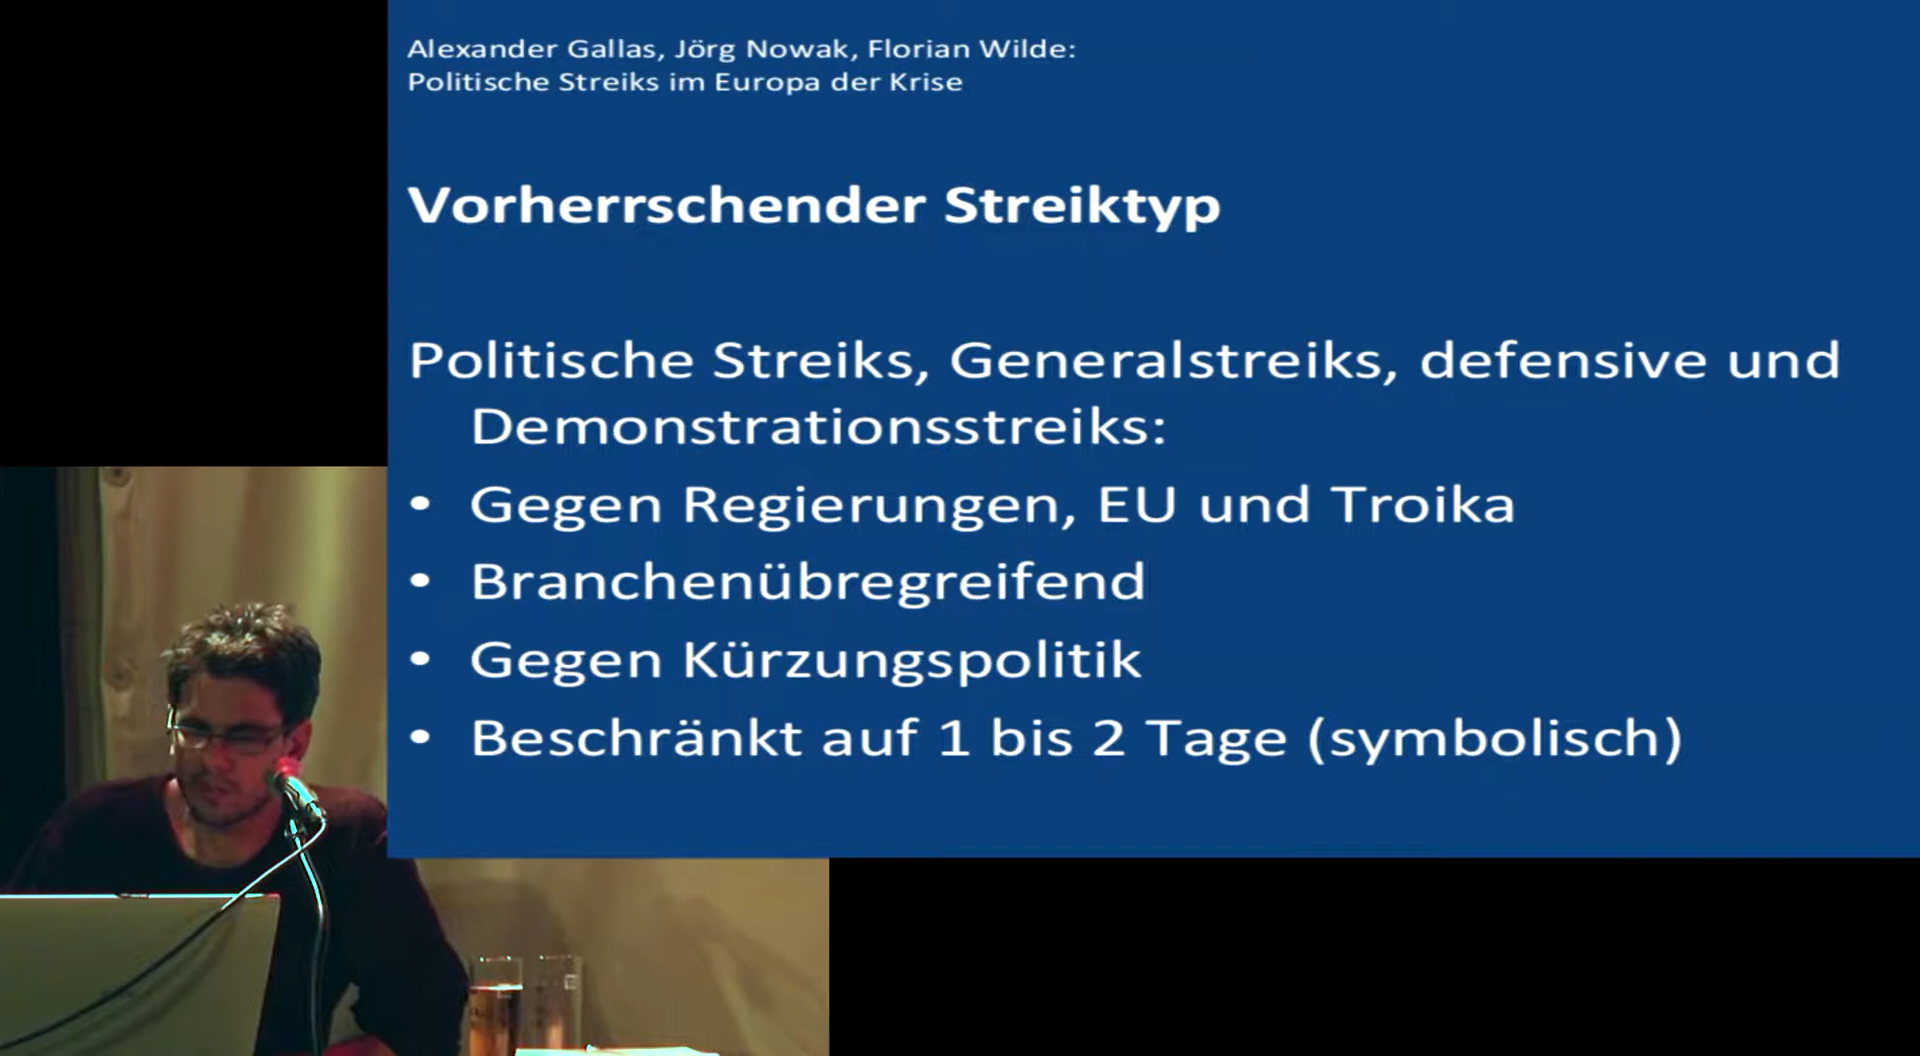 Alexander Gallas, Jörg Nowak, Florian Wilde:
Politische Streiks im Europa der Krise
Vorherrschender Streiktyp
Politische Streiks, Generalstreiks, defensive und
Demonstrationsstreiks:
• Gegen Regierungen, EU und Troika
• Branchenübregreifend
• Gegen Kürzungspolitik
• Beschränkt auf 1 bis 2 Tage (symbolisch)